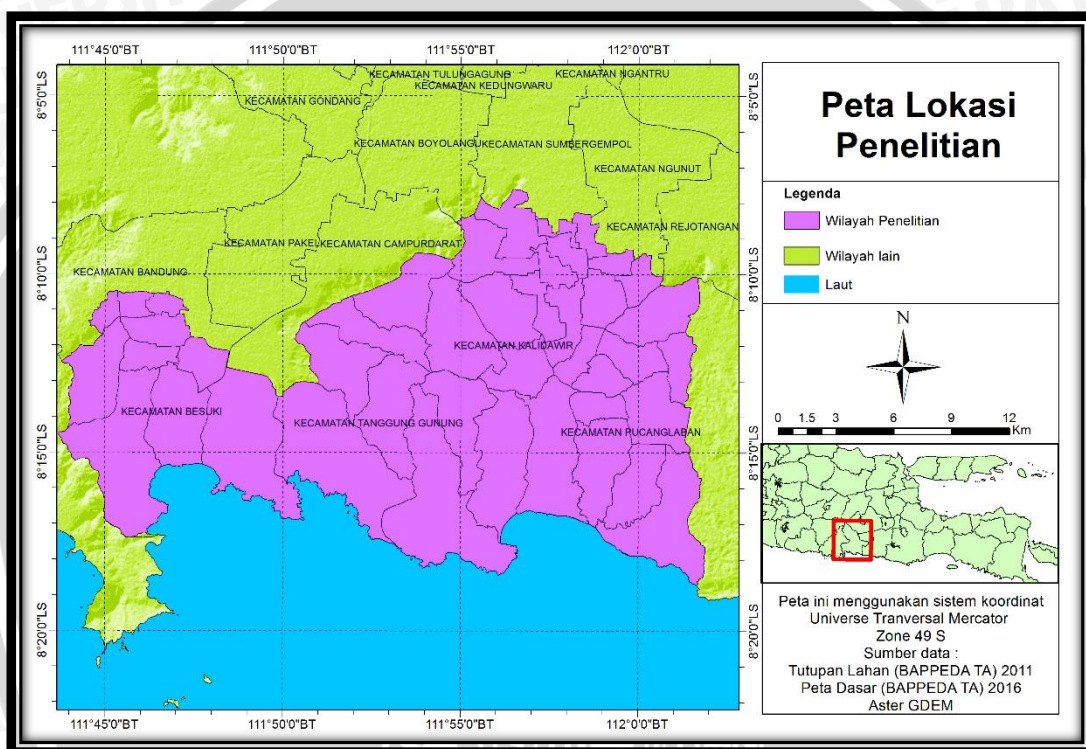 111°45'0"BT 111°50'0"BT 111°55'0"BT 112°0'0"BT
8°5'0"LS
8°10'0"LS
8°15'0"LS
8°20'0"LS
KECAMATAN TULUNGAGUNG
KECAMATAN NGANTRU
KECAMATAN KEDUNGWARU
KECAMATAN GONDANG
KECAMATAN BOYOLANGU
KECAMATAN SUMBERGEMPOL
KECAMATAN NGUNUT
KECAMATAN REJOTANGAN
KECAMATAN PAKEL
KECAMATAN CAMPURDARAT
KECAMATAN BANDUNG
KECAMATAN KALIDAWIR
KECAMATAN BESUKI
KECAMATAN TANGGUNG GUNUNG
KECAMATAN PUCANGLABAN
8°5'0"LS
8°10'0"LS
8°15'0"LS
8°20'0"LS
111°45'0"BT 111°50'0"BT 111°55'0"BT 112°0'0"BT
Peta Lokasi
Penelitian
Legenda
Wilayah Penelitian
Wilayah lain
Laut
N
0 1.5 3 6 9 12
Km
Peta ini menggunakan sistem koordinat
Universe Tranversal Mercator
Zone 49 S
Sumber data :
Tutupan Lahan (BAPPEDA TA) 2011
Peta Dasar (BAPPEDA TA) 2016
Aster GDEM